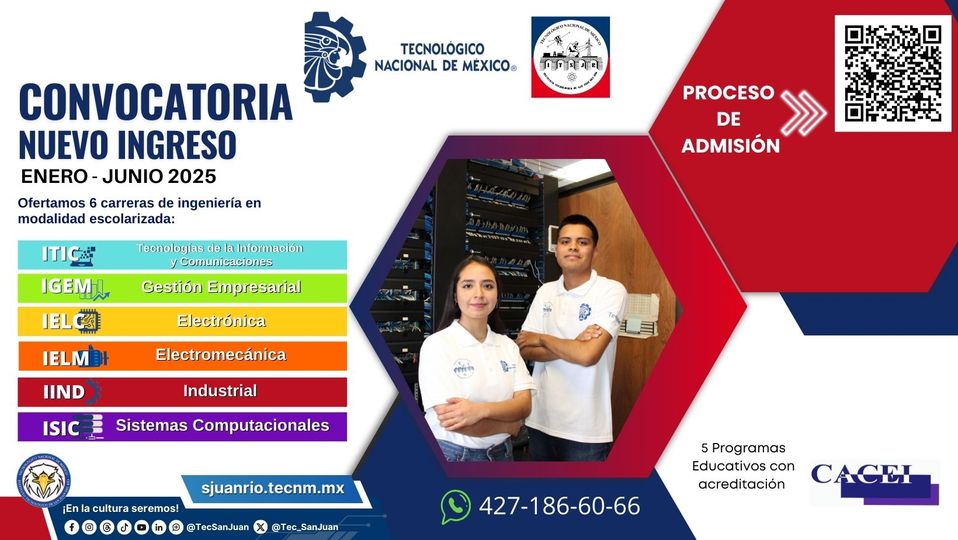 TECNOLÓGICO
NACIONAL DE MÉXICO®
ITSJR
CONVOCATORIA
NUEVO INGRESO
ENERO - JUNIO 2025
Ofertamos 6 carreras de ingeniería en
modalidad escolarizada:
ITIC Tecnologías de la Información
y Comunicaciones
IGEM Gestión Empresarial
IELC Electrónica
IELM Electromecánica
IIND Industrial
ISIC Sistemas Computacionales
PROCESO
DE
ADMISIÓN
sjuanrio.tecnm.mx
¡En la cultura seremos!
@TecSanJuan @Tec_SanJuan
427-186-60-66
5 Programas
Educativos con
acreditación
CACEI